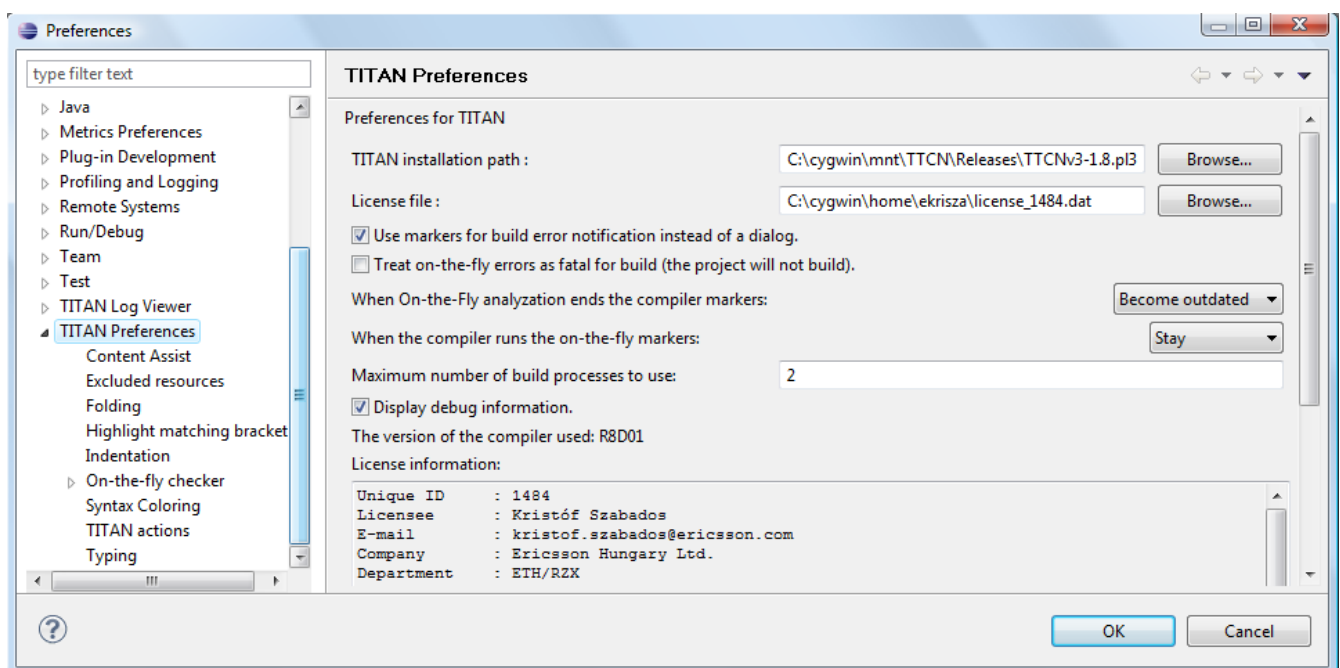 Preferences
type filter text
Java
Metrics Preferences
Plug-in Development
Profiling and Logging
Remote Systems
Run/Debug
Team
Test
TITAN Log Viewer
TITAN Preferences
Content Assist
Excluded resources
Folding
Highlight matching bracket
Indentation
On-the-fly checker
Syntax Coloring
TITAN actions
Typing
TITAN Preferences
Preferences for TITAN
TITAN installation path : C:\cygwin\mnt\TTCN\Releases\TTCNv3-1.8.pl3 Browse...
License file : C:\cygwin\home\ekrisza\license_1484.dat Browse...
Use markers for build error notification instead of a dialog.
Treat on-the-fly errors as fatal for build (the project will not build).
When On-the-Fly analyzation ends the compiler markers: Become outdated
When the compiler runs the on-the-fly markers: Stay
Maximum number of build processes to use: 2
Display debug information.
The version of the compiler used: R8D01
License information:
Unique ID : 1484
Licensee : Kristóf Szabados
E-mail : kristof.szabados@ericsson.com
Company : Ericsson Hungary Ltd.
Department : ETH/RZX
OK Cancel